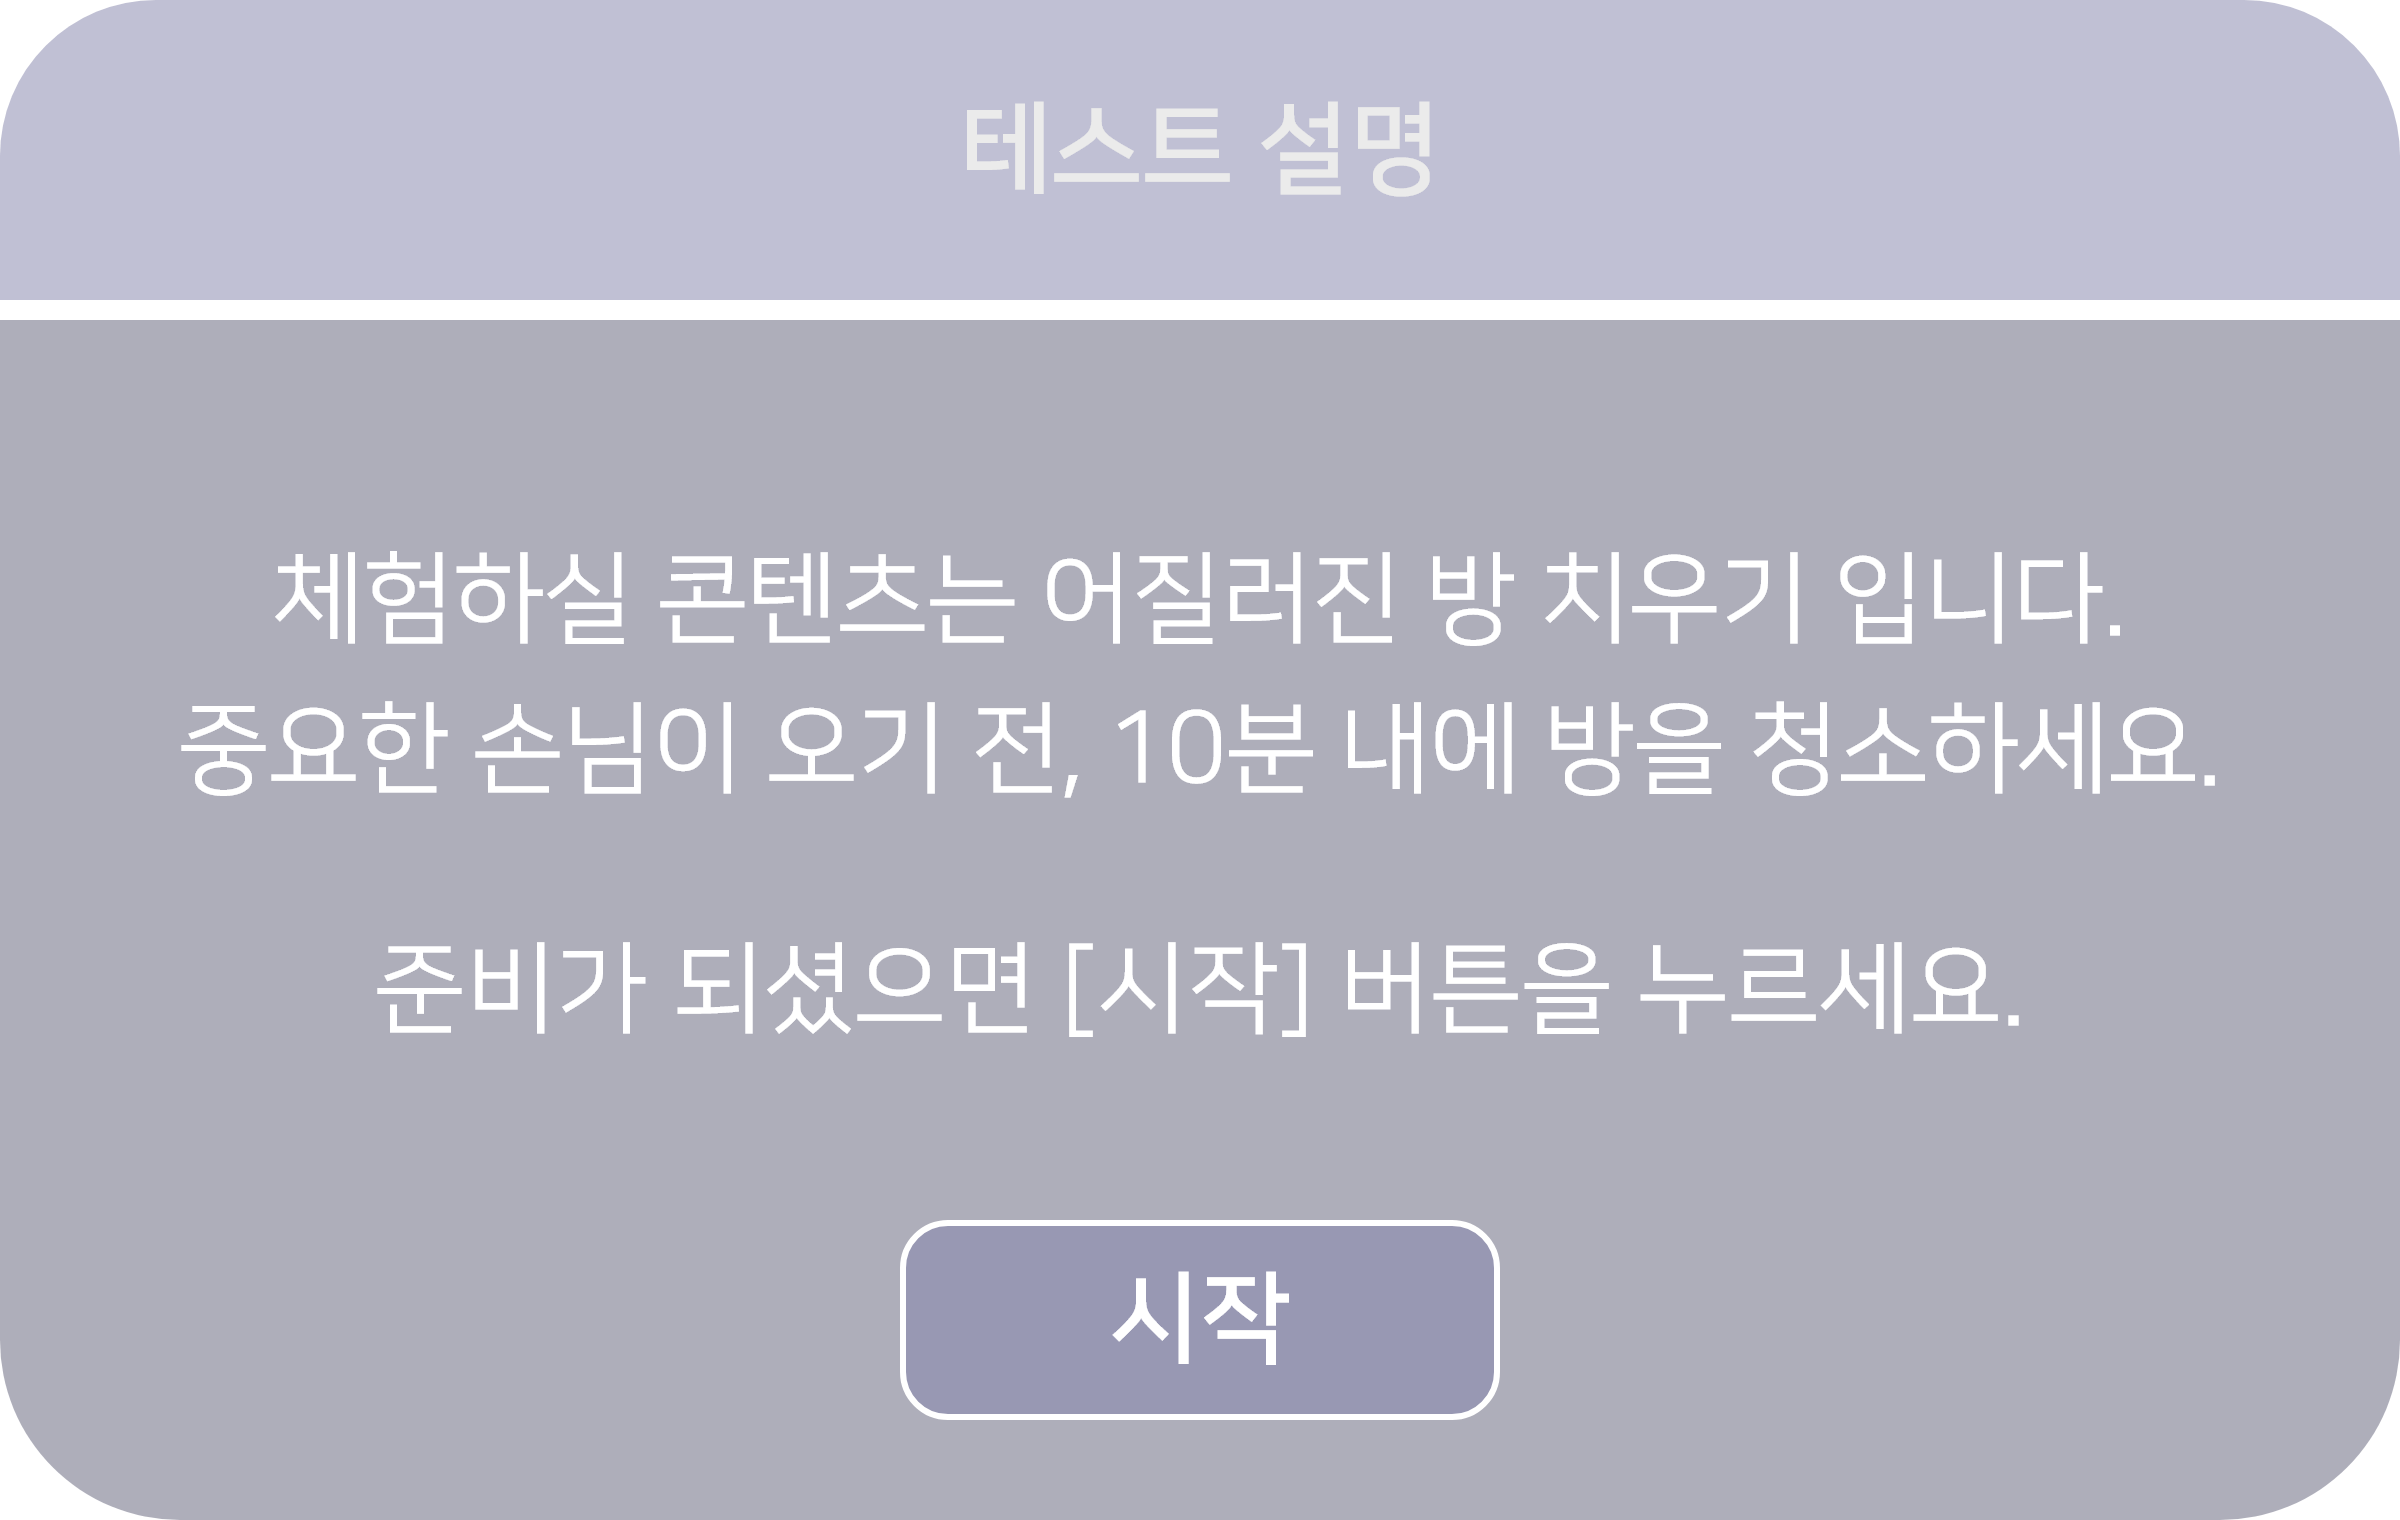 테스트 설명
체험하실 콘텐츠는 어질러진 방 치우기 입니다.
중요한 손님이 오기 전, 10분 내에 방을 청소하세요.
준비가 되셨으면 [시작] 버튼을 누르세요.
시작